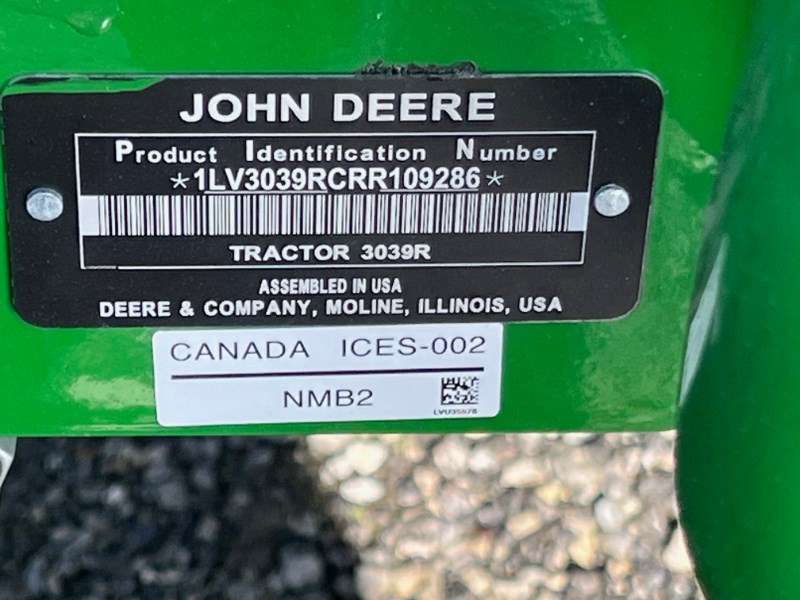 JOHN DEERE
Product Identification Number
*1LV3039RCRR109286*
TRACTOR 3039R
ASSEMBLED IN USA
DEERE & COMPANY, MOLINE, ILLINOIS, USA
CANADA ICES-002
NMB2